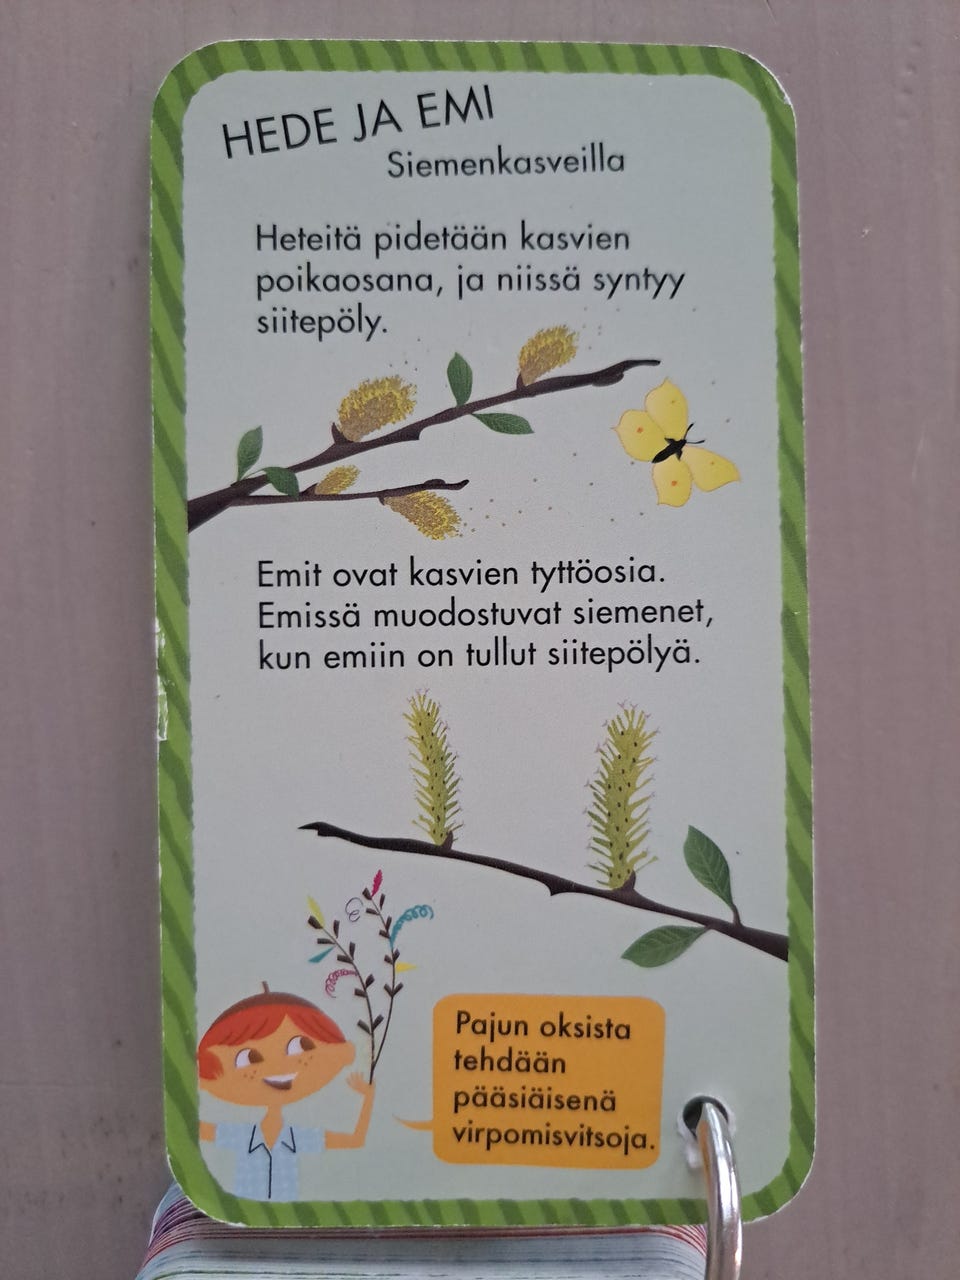 HEDE JA EMI
Siemenkasveilla
Heteitä pidetään kasvien
poikaosana, ja niissä syntyy
siitepöly.
Emit ovat kasvien tyttöosia.
Emissä muodostuvat siemenet,
kun emiin on tullut siitepölyä.
Pajun oksista
tehdään
pääsiäisenä
virpomisvitsoja.